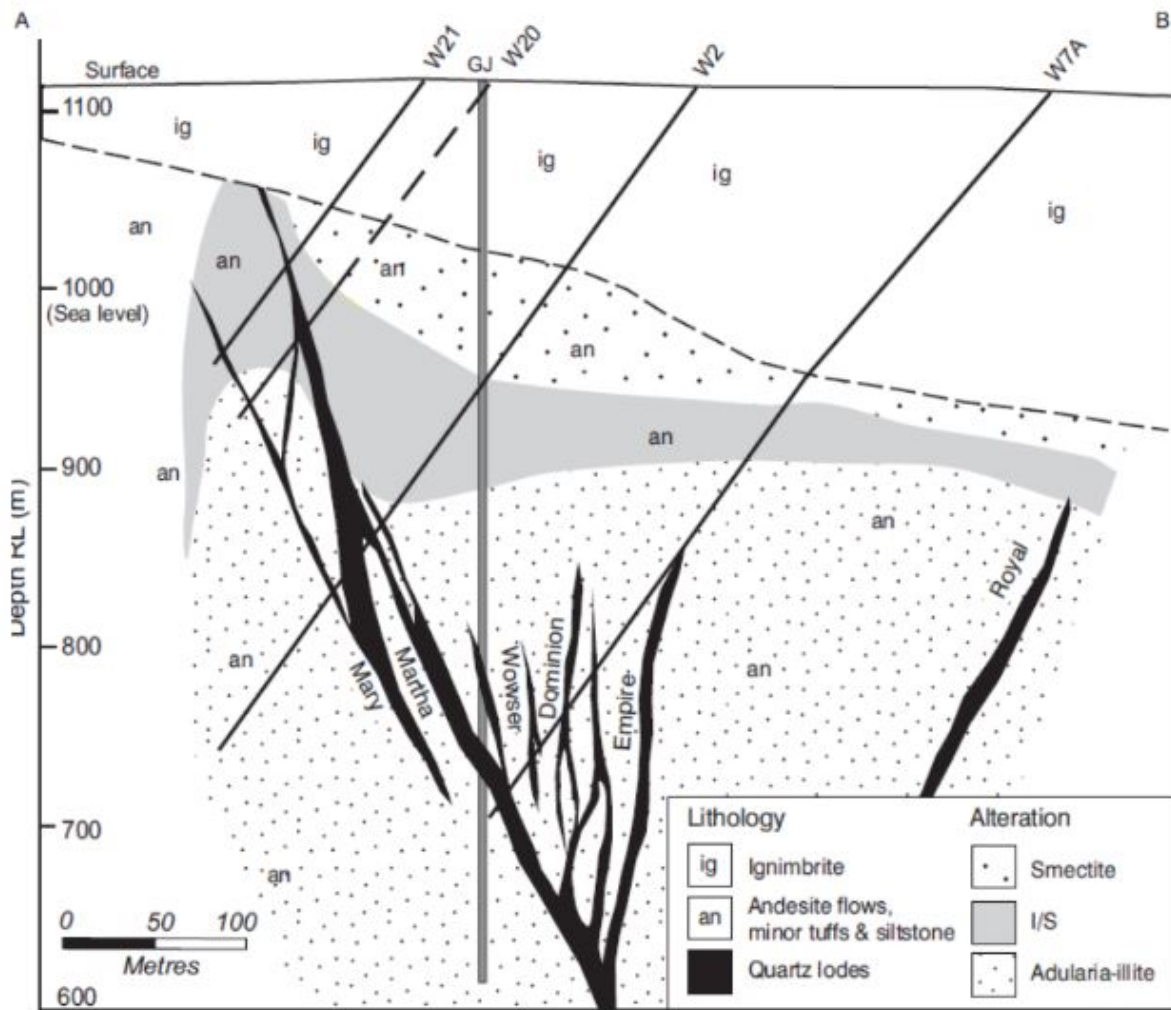 A
B
W21
GJ
W20
W2
W7A
Surface
1100
ig
ig
ig
ig
ig
an
an
an
1000
(Sea level)
an
an
900
an
an
Depth RL (m)
Royal
800
an
an
Mary
Martha
Wowser
Dominion
Empire
700
an
0 50 100
Metres
600
Lithology
ig Ignimbrite
an Andesite flows,
minor tuffs & siltstone
Quartz lodes
Alteration
Smectite
I/S
Adularia-illite